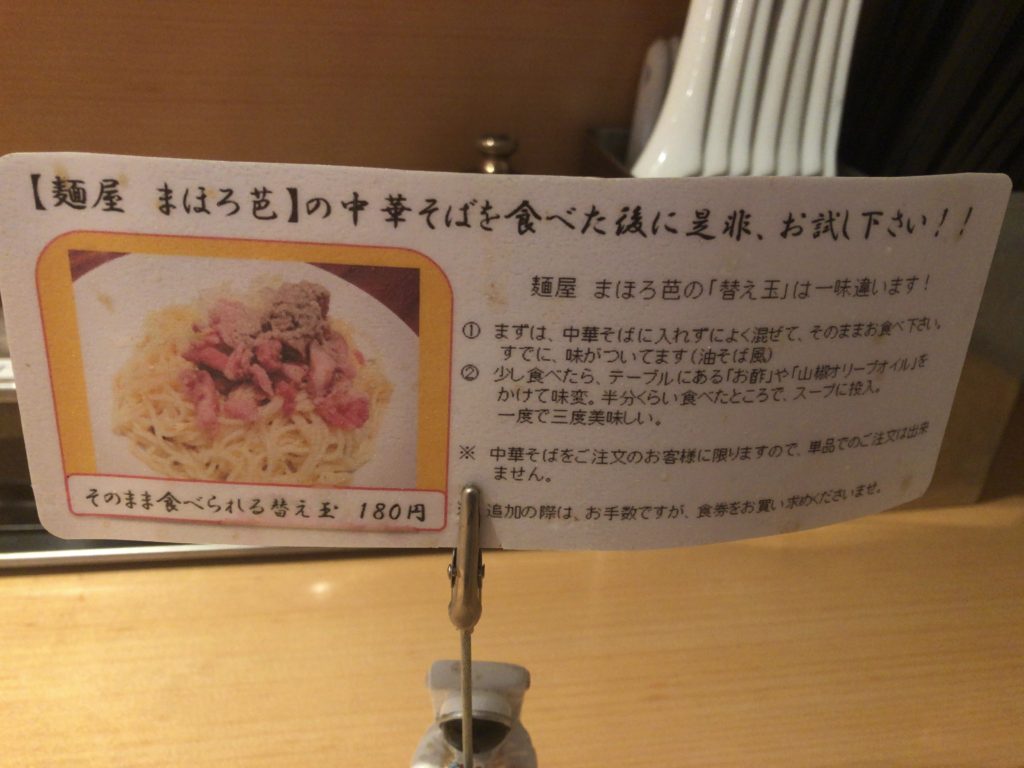 【麺屋 まほろ芭】の中華そばを食べた後に是非、お試し下さい！！
麺屋 まほろ芭の「替え玉」は一味違います！
① まずは、中華そばに入れずによく混ぜて、そのままお食べ下さい。
すでに、味がついてます（油そば風）
② 少し食べたら、テーブルにある「お酢」や「山椒オリーブオイル」を
かけて味変。半分くらい食べたところで、スープに投入。
一度で三度美味しい。
※ 中華そばをご注文のお客様に限りますので、単品でのご注文は出来
ません。
※ 追加の際は、お手数ですが、食券をお買い求めくださいませ。
そのまま食べられる替え玉 180円